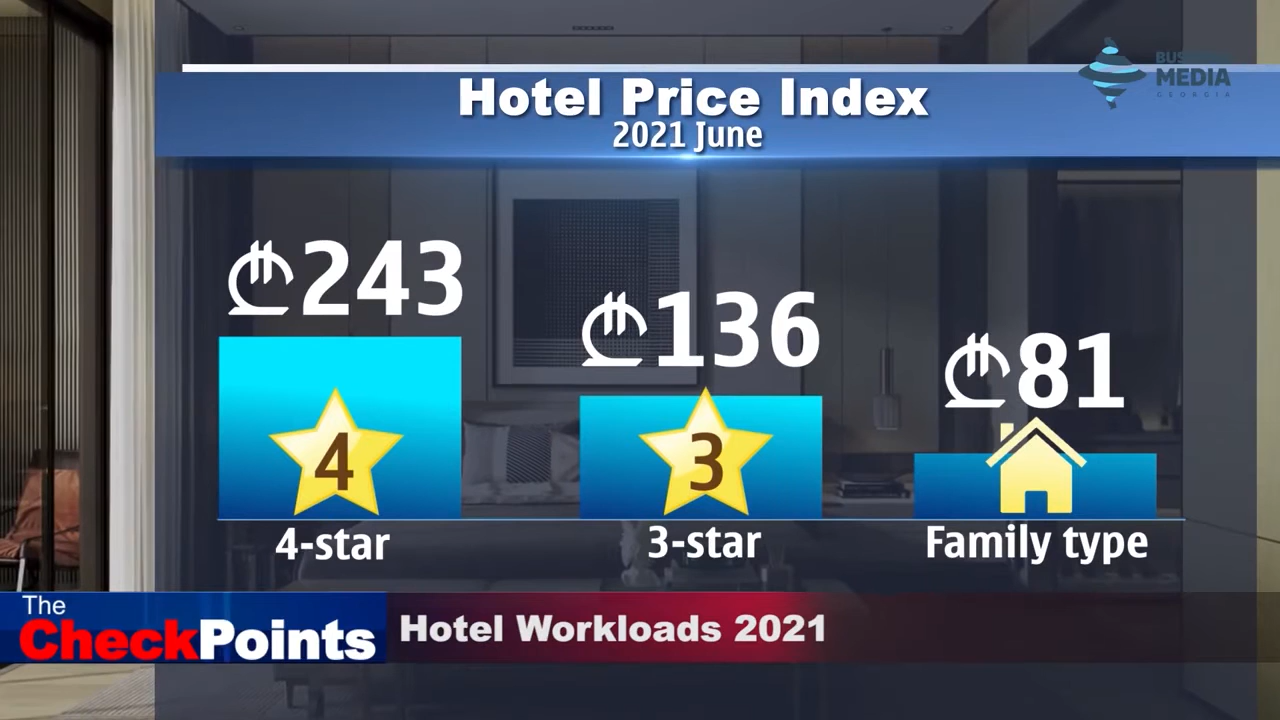 Hotel Price Index
2021 June
MEDIA
GEORGIA
₾243
₾136
₾81
4
3
4-star
3-star
Family type
The
CheckPoints
Hotel Workloads 2021